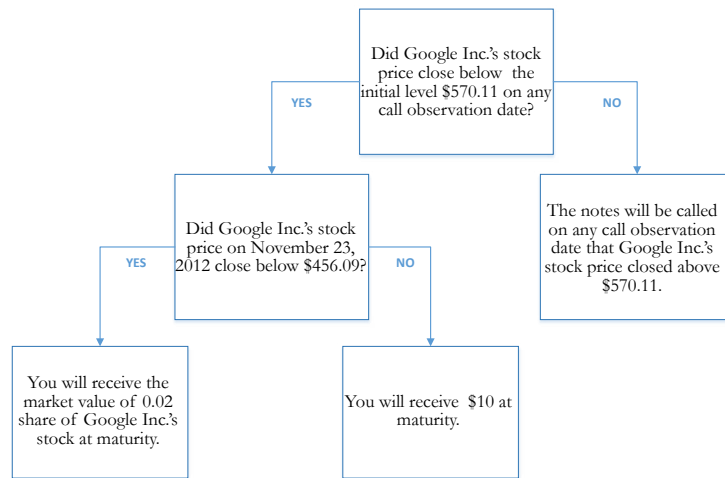 Did Google Inc.'s stock
price close below the
initial level $570.11 on any
call observation date?
YES
NO
Did Google Inc.'s stock
price on November 23,
2012 close below $456.09?
The notes will be called
on any call observation
date that Google Inc.'s
stock price closed above
$570.11.
YES
NO
You will receive the
market value of 0.02
share of Google Inc.'s
stock at maturity.
You will receive $10 at
maturity.